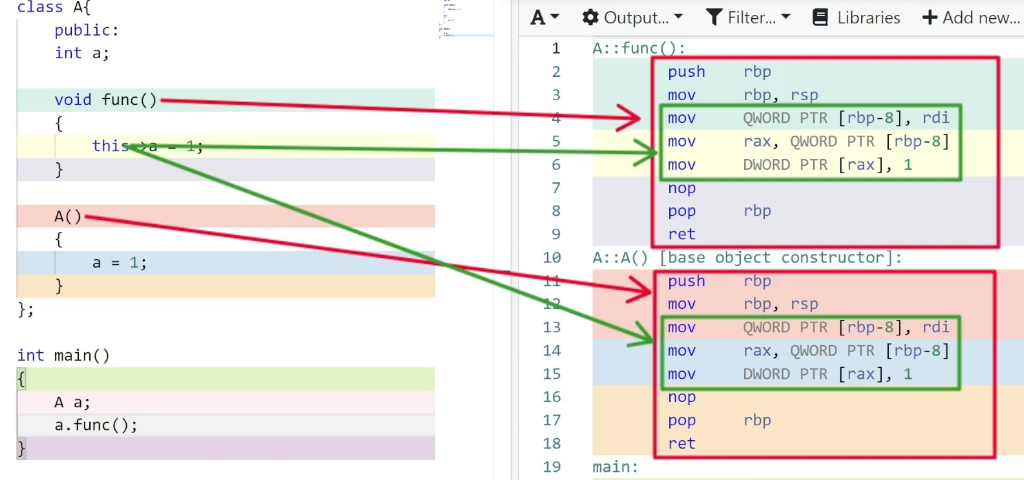 class A{
public:
int a;
void func()
{
this->a = 1;
}
A()
{
a = 1;
}
};
int main()
{
A a;
a.func();
}
A Output... Filter... Libraries + Add new...
1 A::func():
2 push rbp
3 mov rbp, rsp
4 mov QWORD PTR [rbp-8], rdi
5 mov rax, QWORD PTR [rbp-8]
6 mov DWORD PTR [rax], 1
7 nop
8 pop rbp
9 ret
10 A::A() [base object constructor]:
11 push rbp
12 mov rbp, rsp
13 mov QWORD PTR [rbp-8], rdi
14 mov rax, QWORD PTR [rbp-8]
15 mov DWORD PTR [rax], 1
16 nop
17 pop rbp
18 ret
19 main: